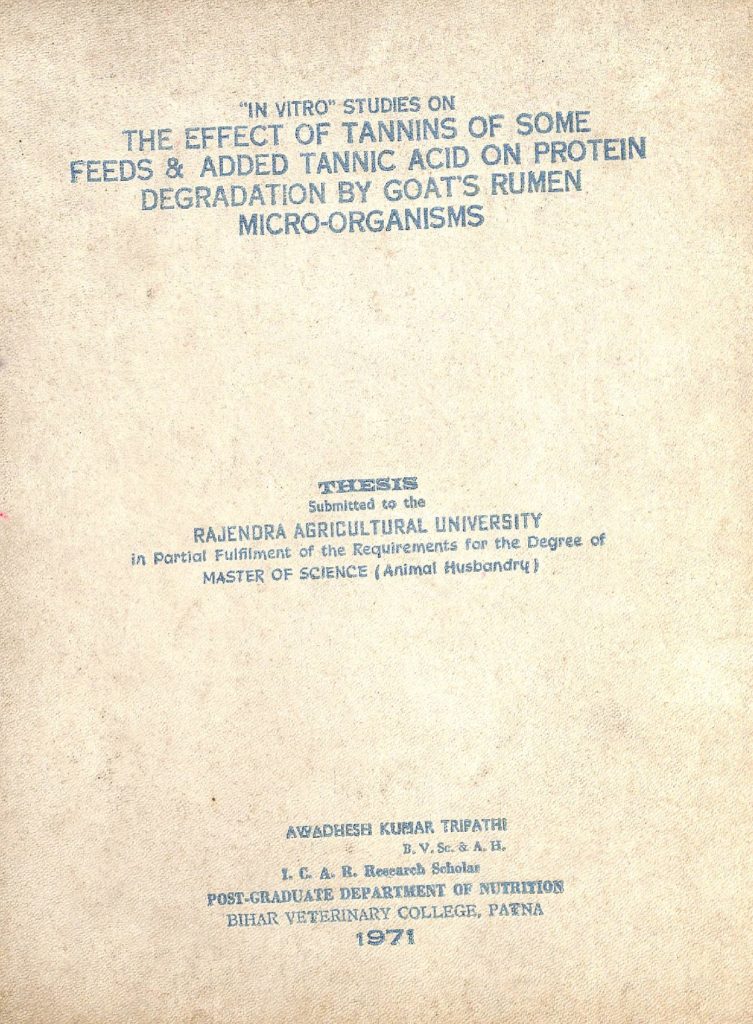 "IN VITRO" STUDIES ON
THE EFFECT OF TANNINS OF SOME
FEEDS & ADDED TANNIC ACID ON PROTEIN
DEGRADATION BY GOAT'S RUMEN
MICRO-ORGANISMS
THESIS
Submitted to the
RAJENDRA AGRICULTURAL UNIVERSITY
in Partial Fulfilment of the Requirements for the Degree of
MASTER OF SCIENCE (Animal Husbandry)
AWADHESH KUMAR TRIPATHI
B. V. Sc. & A. H.
I. C. A. R. Research Scholar
POST-GRADUATE DEPARTMENT OF NUTRITION
BIHAR VETERINARY COLLEGE, PATNA
1971